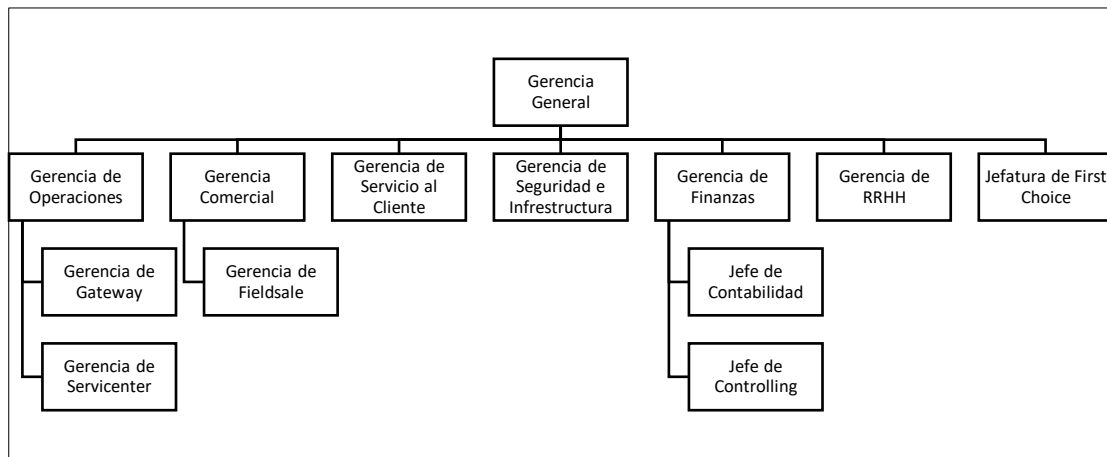 Gerencia
General
Gerencia de
Operaciones
Gerencia
Comercial
Gerencia de
Servicio al
Cliente
Gerencia de
Seguridad e
Infrestructura
Gerencia de
Finanzas
Gerencia de
RRHH
Jefatura de First
Choice
Gerencia de
Gateway
Gerencia de
Fieldsale
Jefe de
Contabilidad
Gerencia de
Servicenter
Jefe de
Controlling